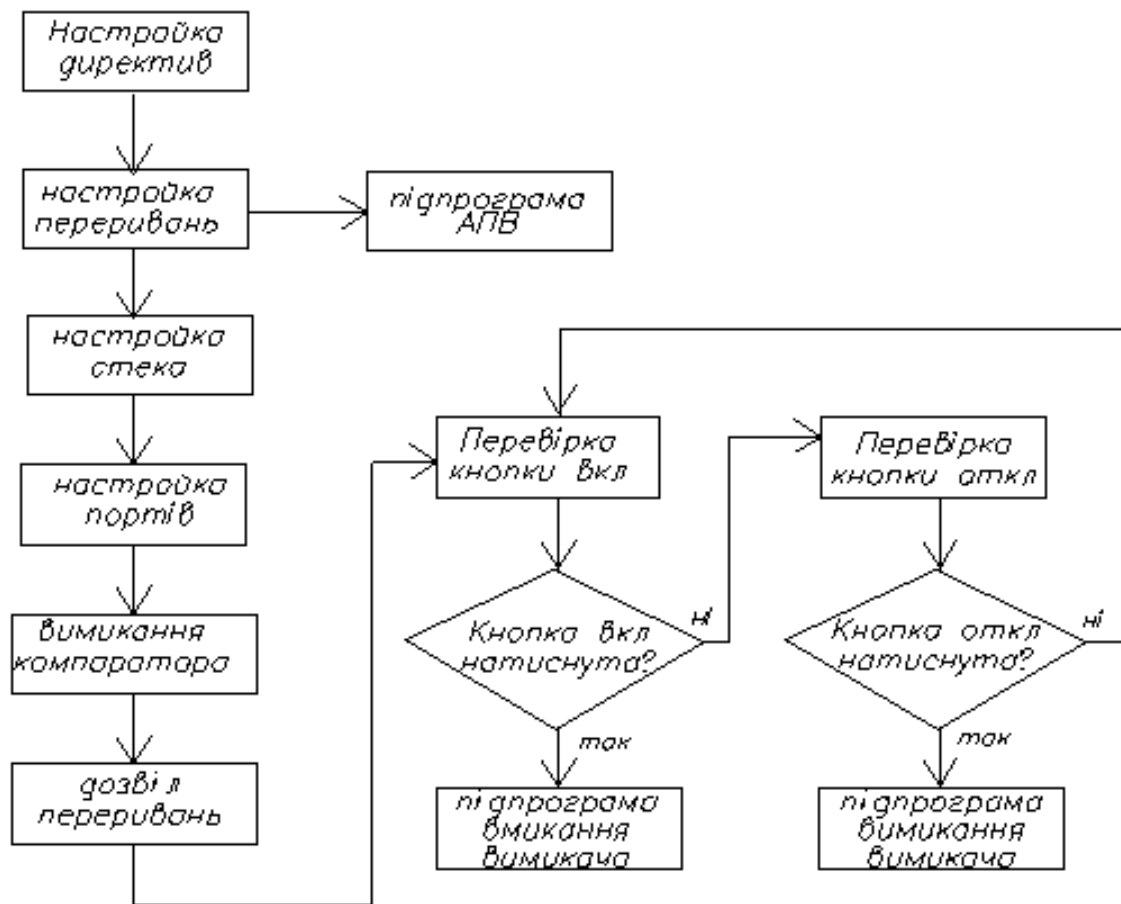 Настройка
директив
настройка
переривань
підпрограма
АПВ
настройка
стека
настройка
портів
вимикання
компаратора
дозвіл
переривань
Перевірка
кнопки вкл
Кнопка вкл
натиснута?
ні
так
підпрограма
вмикання
вимикача
Перевірка
кнопки откл
Кнопка откл
натиснута?
ні
так
підпрограма
вимикання
вимикача